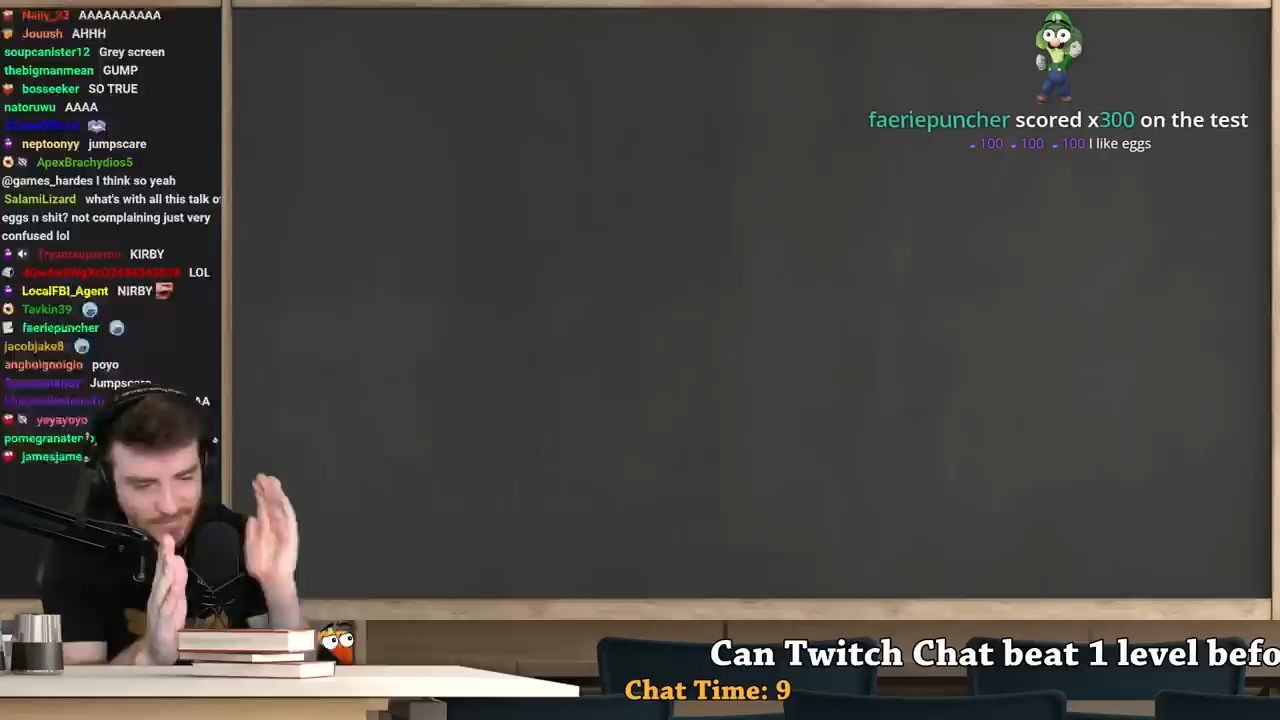 AAAAAAAAAA
Jouush AHHH
soupcanister12 Grey screen
thebigmanmean GUMP
bosseeker SO TRUE
natoruwu AAAA
neptoonyy jumpscare
ApexBrachydios5
@games_hardes I think so yeah
SalamiLizard what's with all this talk o
eggs n shit? not complaining just very
confused lol
KIRBY
LOL
LocalFBI_Agent NIRBY
Tavkin39
faeriepuncher
jacobjake8
angboignoigio poyo
Jumpscare
AA
yeyayoyo
jamesjame
faeriepuncher scored x300 on the test
100 100 100 I like eggs
Can Twitch Chat beat 1 level befo
Chat Time: 9